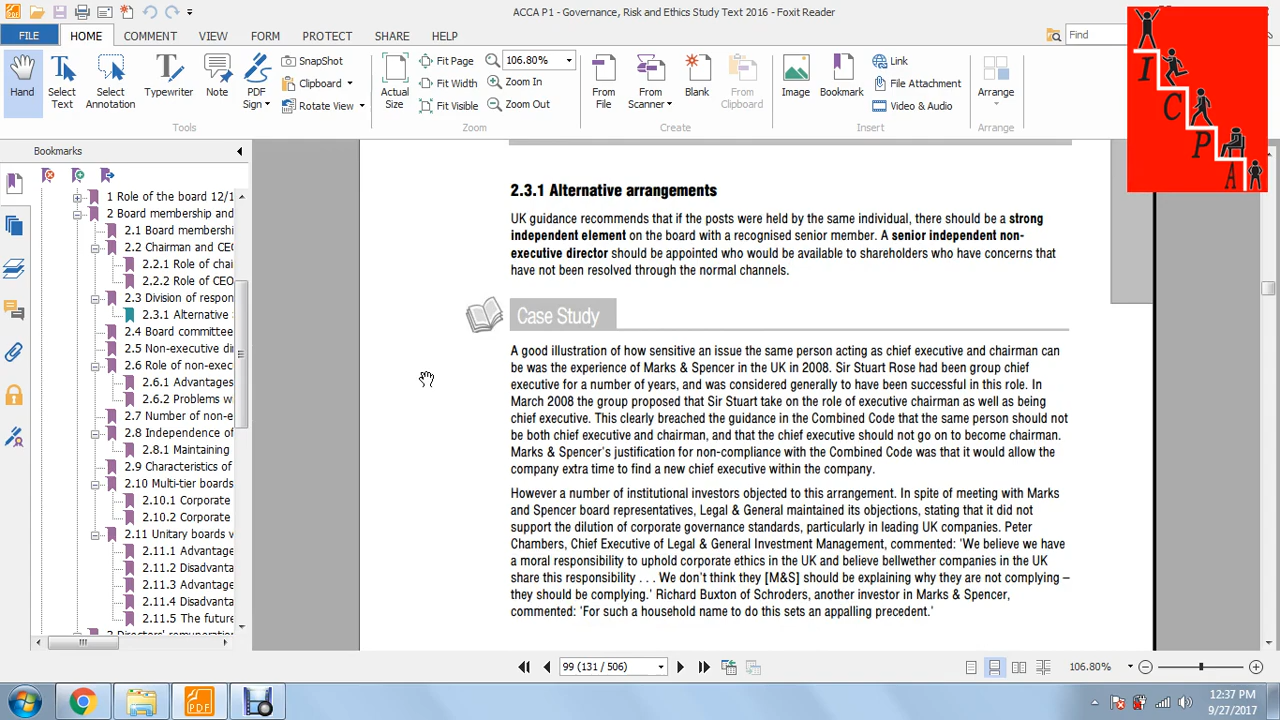 ACCA P1 - Governance, Risk and Ethics Study Text 2016 - Foxit Reader
FILE HOME COMMENT VIEW FORM PROTECT SHARE HELP
Find
Hand
Select Text
Select Annotation
Typewriter
Note
PDF Sign
SnapShot
Clipboard
Rotate View
Tools
Actual Size
Fit Page
Fit Width
Fit Visible
106.80%
Zoom In
Zoom Out
Zoom
From File
From Scanner
Blank
From Clipboard
Create
Image
Bookmark
Link
File Attachment
Video & Audio
Insert
Arrange
Arrange
I
C
P
A
Bookmarks
1 Role of the board 12/1
2 Board membership and
2.1 Board membership
2.2 Chairman and CEO
2.2.1 Role of chai
2.2.2 Role of CEO
2.3 Division of respon
2.3.1 Alternative
2.4 Board committee
2.5 Non-executive di
2.6 Role of non-exec
2.6.1 Advantages
2.6.2 Problems w
2.7 Number of non-e
2.8 Independence of
2.8.1 Maintaining
2.9 Characteristics of
2.10 Multi-tier boards
2.10.1 Corporate
2.10.2 Corporate
2.11 Unitary boards v
2.11.1 Advantage
2.11.2 Disadvanta
2.11.3 Advantage
2.11.4 Disadvanta
2.11.5 The future
2.3.1 Alternative arrangements
UK guidance recommends that if the posts were held by the same individual, there should be a strong
independent element on the board with a recognised senior member. A senior independent non-
executive director should be appointed who would be available to shareholders who have concerns that
have not been resolved through the normal channels.
Case Study
A good illustration of how sensitive an issue the same person acting as chief executive and chairman can
be was the experience of Marks & Spencer in the UK in 2008. Sir Stuart Rose had been group chief
executive for a number of years, and was considered generally to have been successful in this role. In
March 2008 the group proposed that Sir Stuart take on the role of executive chairman as well as being
chief executive. This clearly breached the guidance in the Combined Code that the same person should not
be both chief executive and chairman, and that the chief executive should not go on to become chairman.
Marks & Spencer's justification for non-compliance with the Combined Code was that it would allow the
company extra time to find a new chief executive within the company.
However a number of institutional investors objected to this arrangement. In spite of meeting with Marks
and Spencer board representatives, Legal & General maintained its objections, stating that it did not
support the dilution of corporate governance standards, particularly in leading UK companies. Peter
Chambers, Chief Executive of Legal & General Investment Management, commented: 'We believe we have
a moral responsibility to uphold corporate ethics in the UK and believe bellwether companies in the UK
share this responsibility . . . We don't think they [M&S] should be explaining why they are not complying –
they should be complying.' Richard Buxton of Schroders, another investor in Marks & Spencer,
commented: 'For such a household name to do this sets an appalling precedent.'
99 (131 / 506)
106.80%
PDF
12:37 PM
9/27/2017